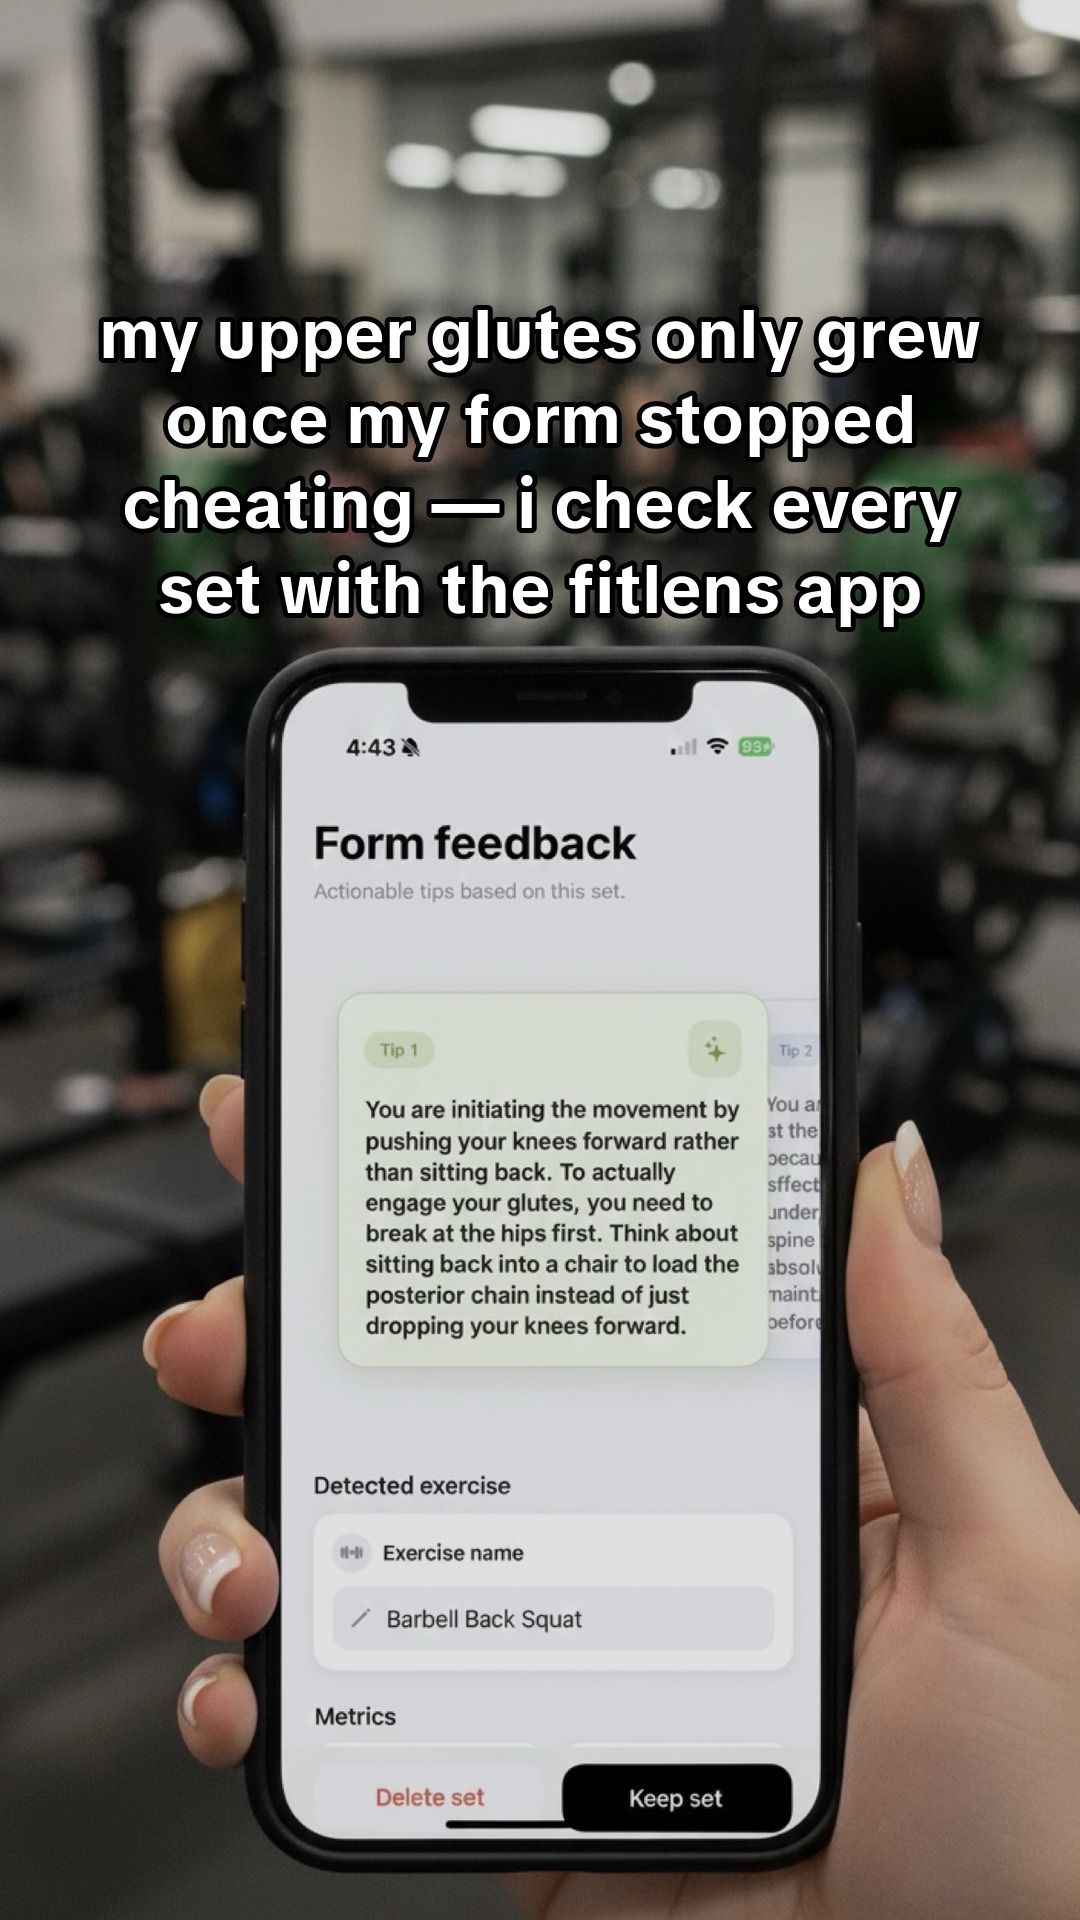 my upper glutes only grew
once my form stopped
cheating — i check every
set with the fitlens app
4:43
93
Form feedback
Actionable tips based on this set.
Tip 1
You are initiating the movement by
pushing your knees forward rather
than sitting back. To actually
engage your glutes, you need to
break at the hips first. Think about
sitting back into a chair to load the
posterior chain instead of just
dropping your knees forward.
Tip 2
You
st the
spine
Detected exercise
Exercise name
Barbell Back Squat
Metrics
Delete set
Keep set